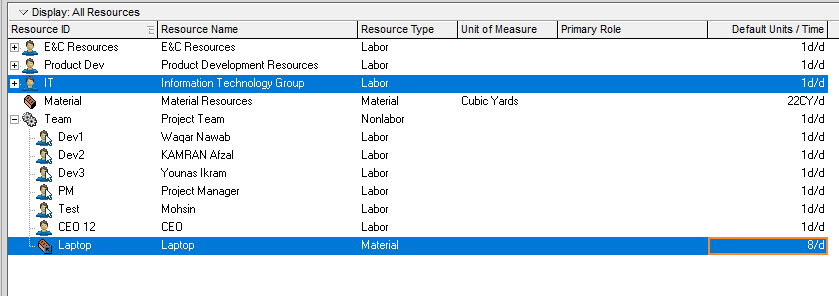 Display: All Resources
Resource ID Resource Name Resource Type Unit of Measure Primary Role Default Units / Time
E&C Resources E&C Resources Labor 1d/d
Product Dev Product Development Resources Labor 1d/d
IT Information Technology Group Labor 1d/d
Material Material Resources Material Cubic Yards 22CY/d
Team Project Team Nonlabor 1d/d
Dev1 Waqar Nawab Labor 1d/d
Dev2 KAMRAN Afzal Labor 1d/d
Dev3 Younas Ikram Labor 1d/d
PM Project Manager Labor 1d/d
Test Mohsin Labor 1d/d
CEO 12 CEO Labor 1d/d
Laptop Laptop Material 8/d